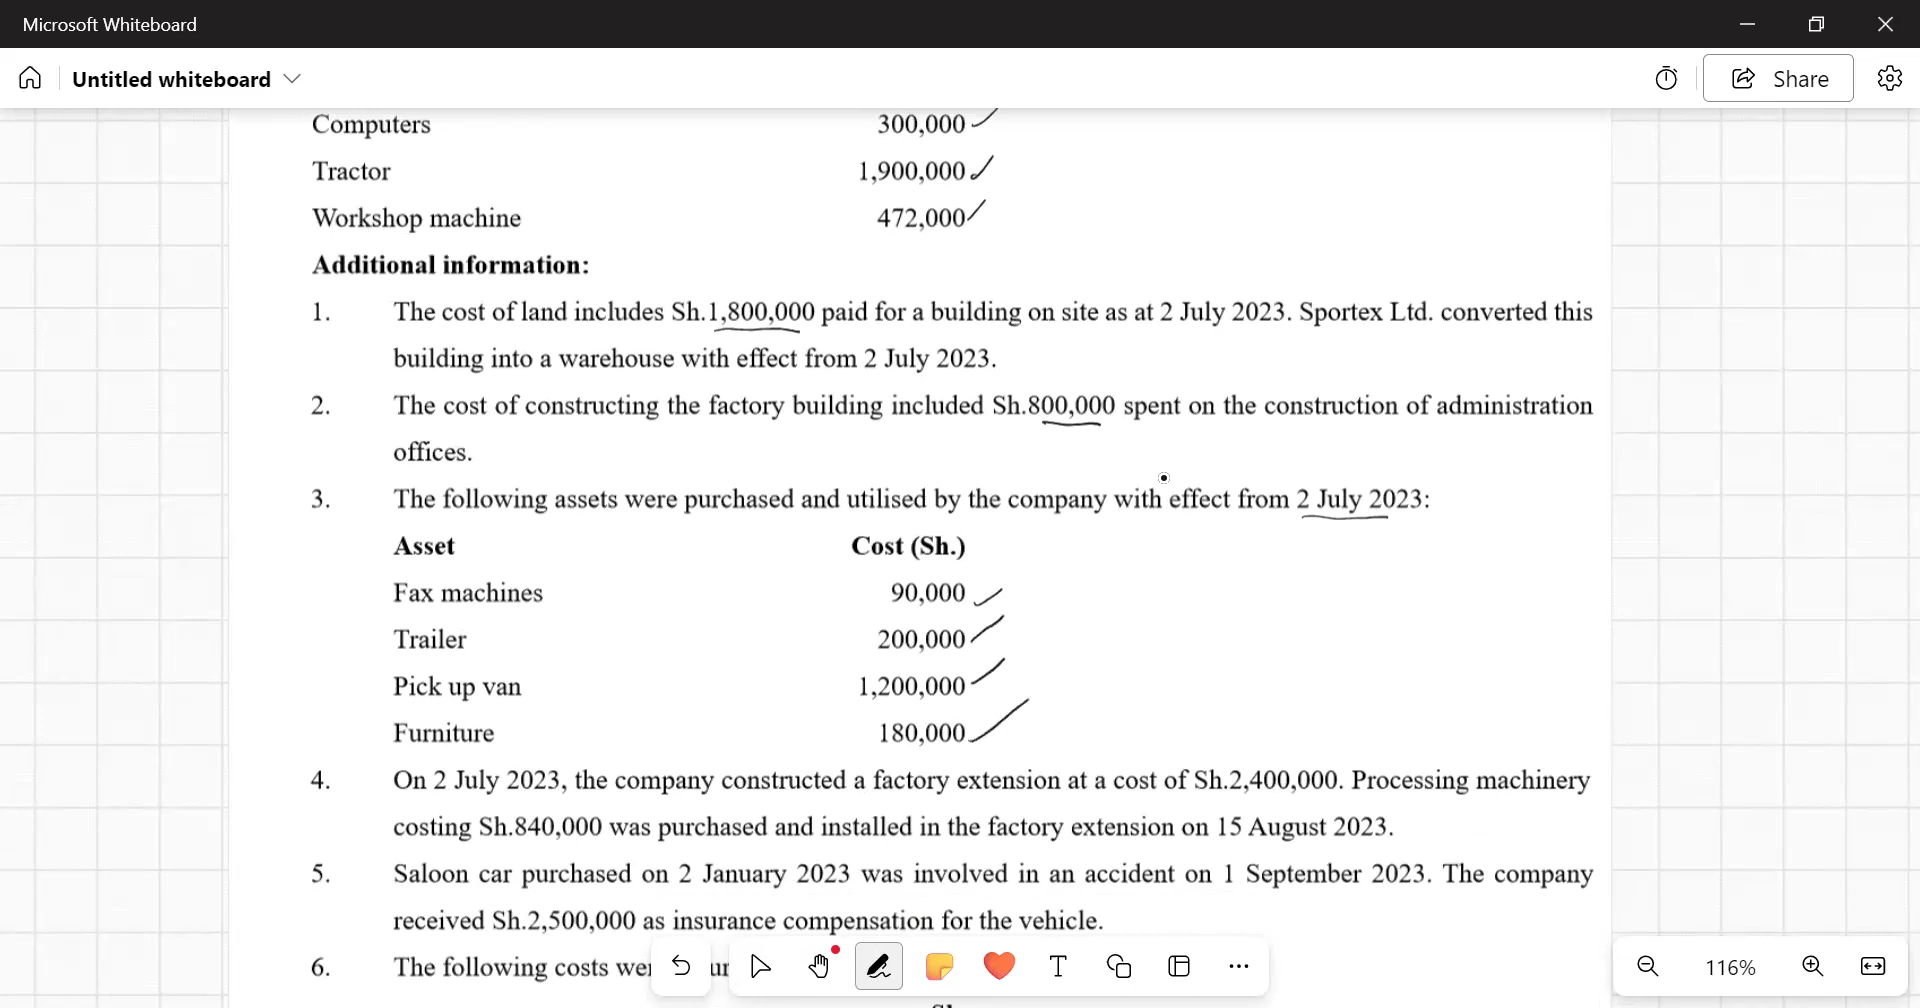 Microsoft Whiteboard
Untitled whiteboard
Share
Computers 300,000
Tractor 1,900,000
Workshop machine 472,000
Additional information:
1. The cost of land includes Sh.1,800,000 paid for a building on site as at 2 July 2023. Sportex Ltd. converted this
building into a warehouse with effect from 2 July 2023.
2. The cost of constructing the factory building included Sh.800,000 spent on the construction of administration
offices.
3. The following assets were purchased and utilised by the company with effect from 2 July 2023:
Asset Cost (Sh.)
Fax machines 90,000
Trailer 200,000
Pick up van 1,200,000
Furniture 180,000
4. On 2 July 2023, the company constructed a factory extension at a cost of Sh.2,400,000. Processing machinery
costing Sh.840,000 was purchased and installed in the factory extension on 15 August 2023.
5. Saloon car purchased on 2 January 2023 was involved in an accident on 1 September 2023. The company
received Sh.2,500,000 as insurance compensation for the vehicle.
6. The following costs
116%